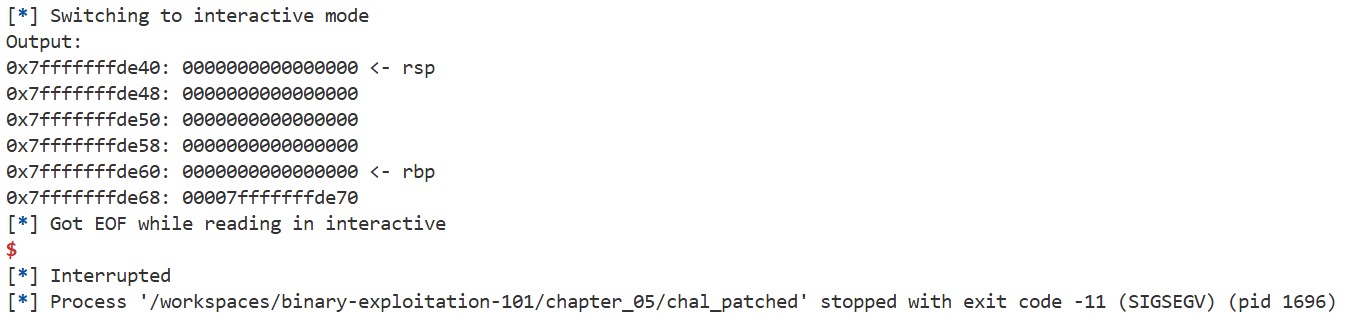 [*] Switching to interactive mode
Output:
0x7fffffffde40: 0000000000000000 <- rsp
0x7fffffffde48: 0000000000000000
0x7fffffffde50: 0000000000000000
0x7fffffffde58: 0000000000000000
0x7fffffffde60: 0000000000000000 <- rbp
0x7fffffffde68: 00007fffffffde70
[*] Got EOF while reading in interactive
$
[*] Interrupted
[*] Process '/workspaces/binary-exploitation-101/chapter_05/chal_patched' stopped with exit code -11 (SIGSEGV) (pid 1696)